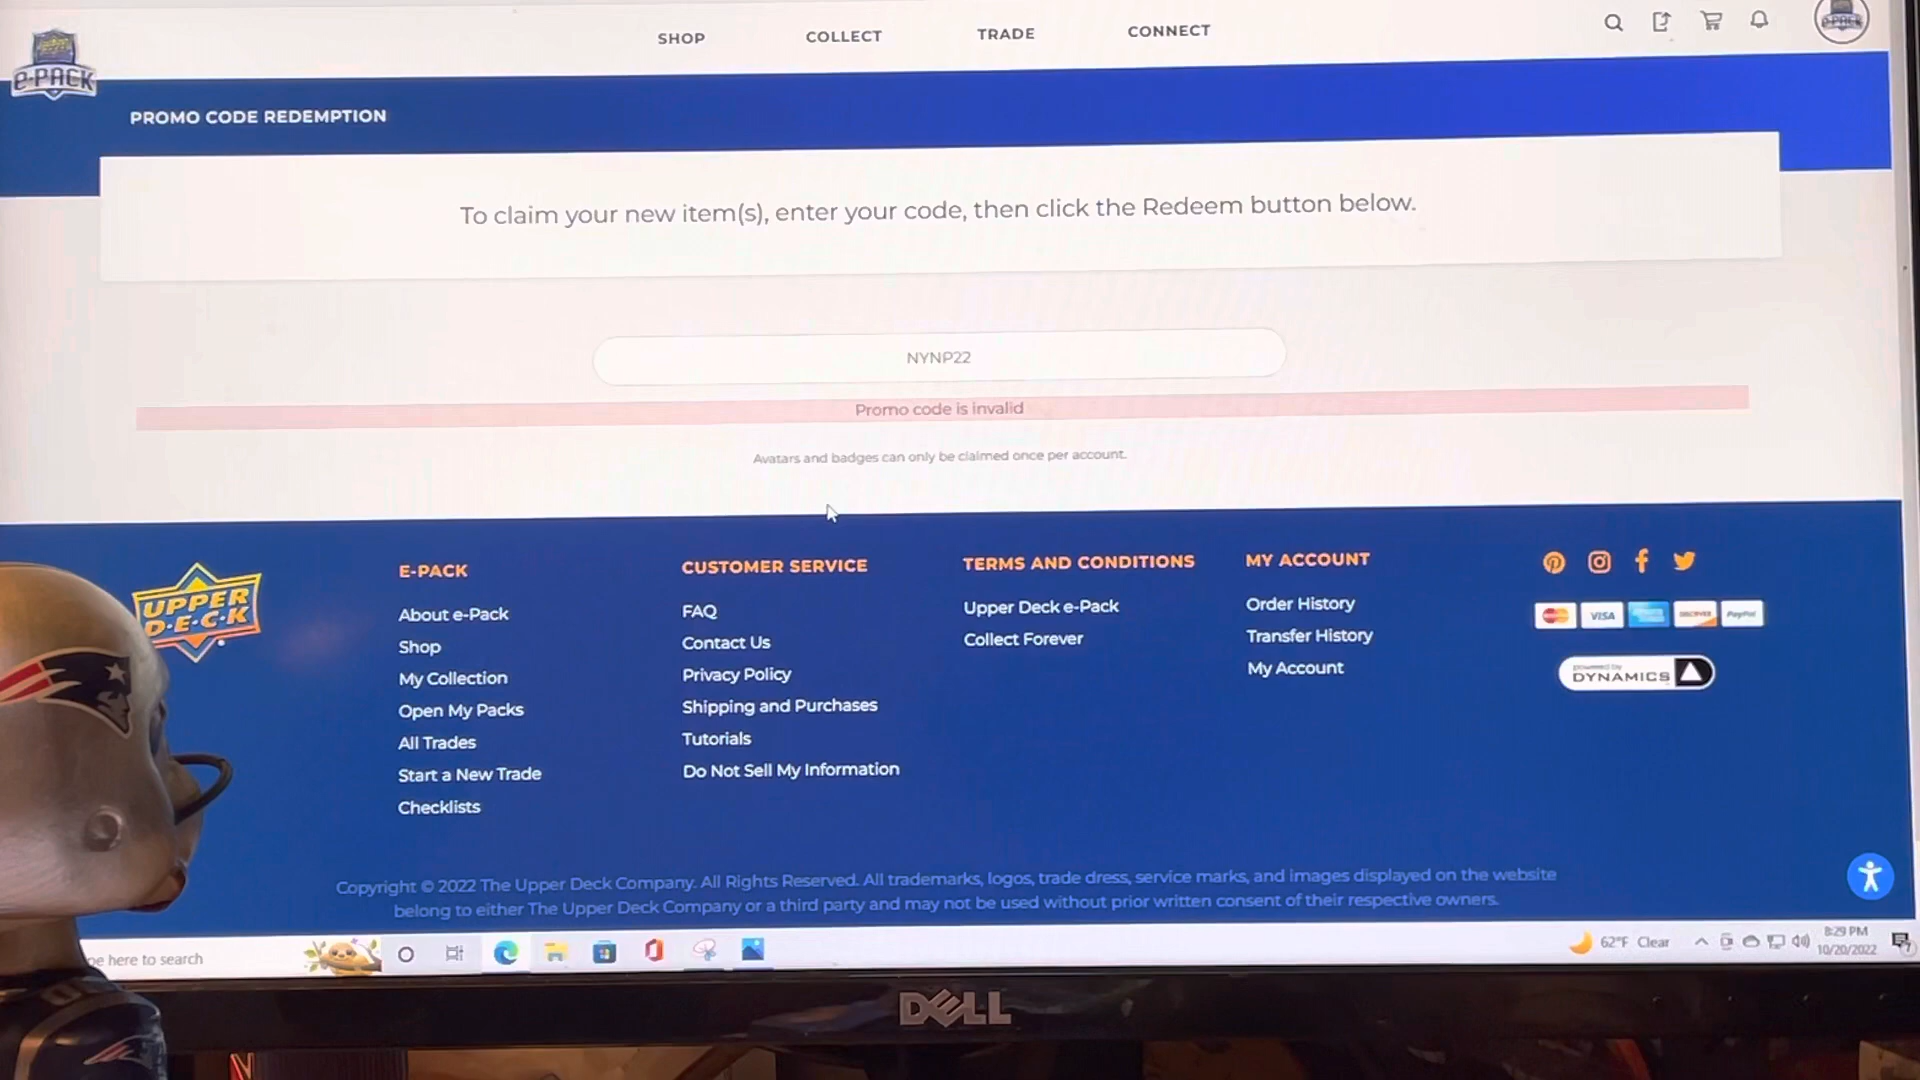 SHOP
COLLECT
TRADE
CONNECT
e-PACK
e-PACK
PROMO CODE REDEMPTION
To claim your new item(s), enter your code, then click the Redeem button below.
NYNP22
Promo code is invalid
Avatars and badges can only be claimed once per account.
UPPER
D·E·C·K
E-PACK
About e-Pack
Shop
My Collection
Open My Packs
All Trades
Start a New Trade
Checklists
CUSTOMER SERVICE
FAQ
Contact Us
Privacy Policy
Shipping and Purchases
Tutorials
Do Not Sell My Information
TERMS AND CONDITIONS
Upper Deck e-Pack
Collect Forever
MY ACCOUNT
Order History
Transfer History
My Account
VISA
DISCOVER
PayPal
powered by
DYNAMICS
Copyright © 2022 The Upper Deck Company. All Rights Reserved. All trademarks, logos, trade dress, service marks, and images displayed on the website
belong to either The Upper Deck Company or a third party and may not be used without prior written consent of their respective owners.
pe here to search
62°F Clear
8:29 PM
10/20/2022
7
DELL